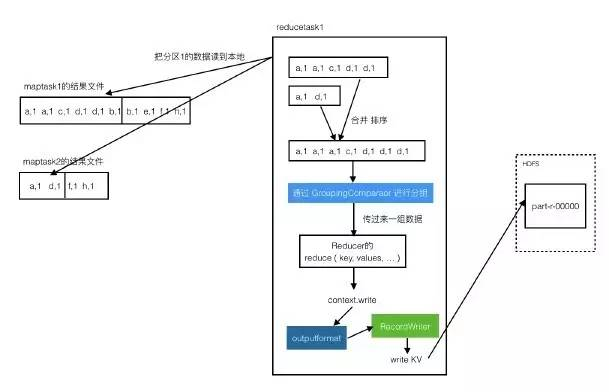 reducetask1
把分区1的数据读到本地
maptask1的结果文件
a,1 a,1 c,1 d,1 d,1 b,1 b,1 e,1 f,1 h,1
maptask2的结果文件
a,1 d,1 f,1 h,1
a,1 a,1 c,1 d,1 d,1
a,1 d,1
合并 排序
a,1 a,1 a,1 c,1 d,1 d,1 d,1
通过 GroupingComparaor 进行分组
传过来一组数据
Reducer的
reduce ( key, values, ... )
context.write
outputformat
RecordWriter
write KV
HDFS
part-r-00000